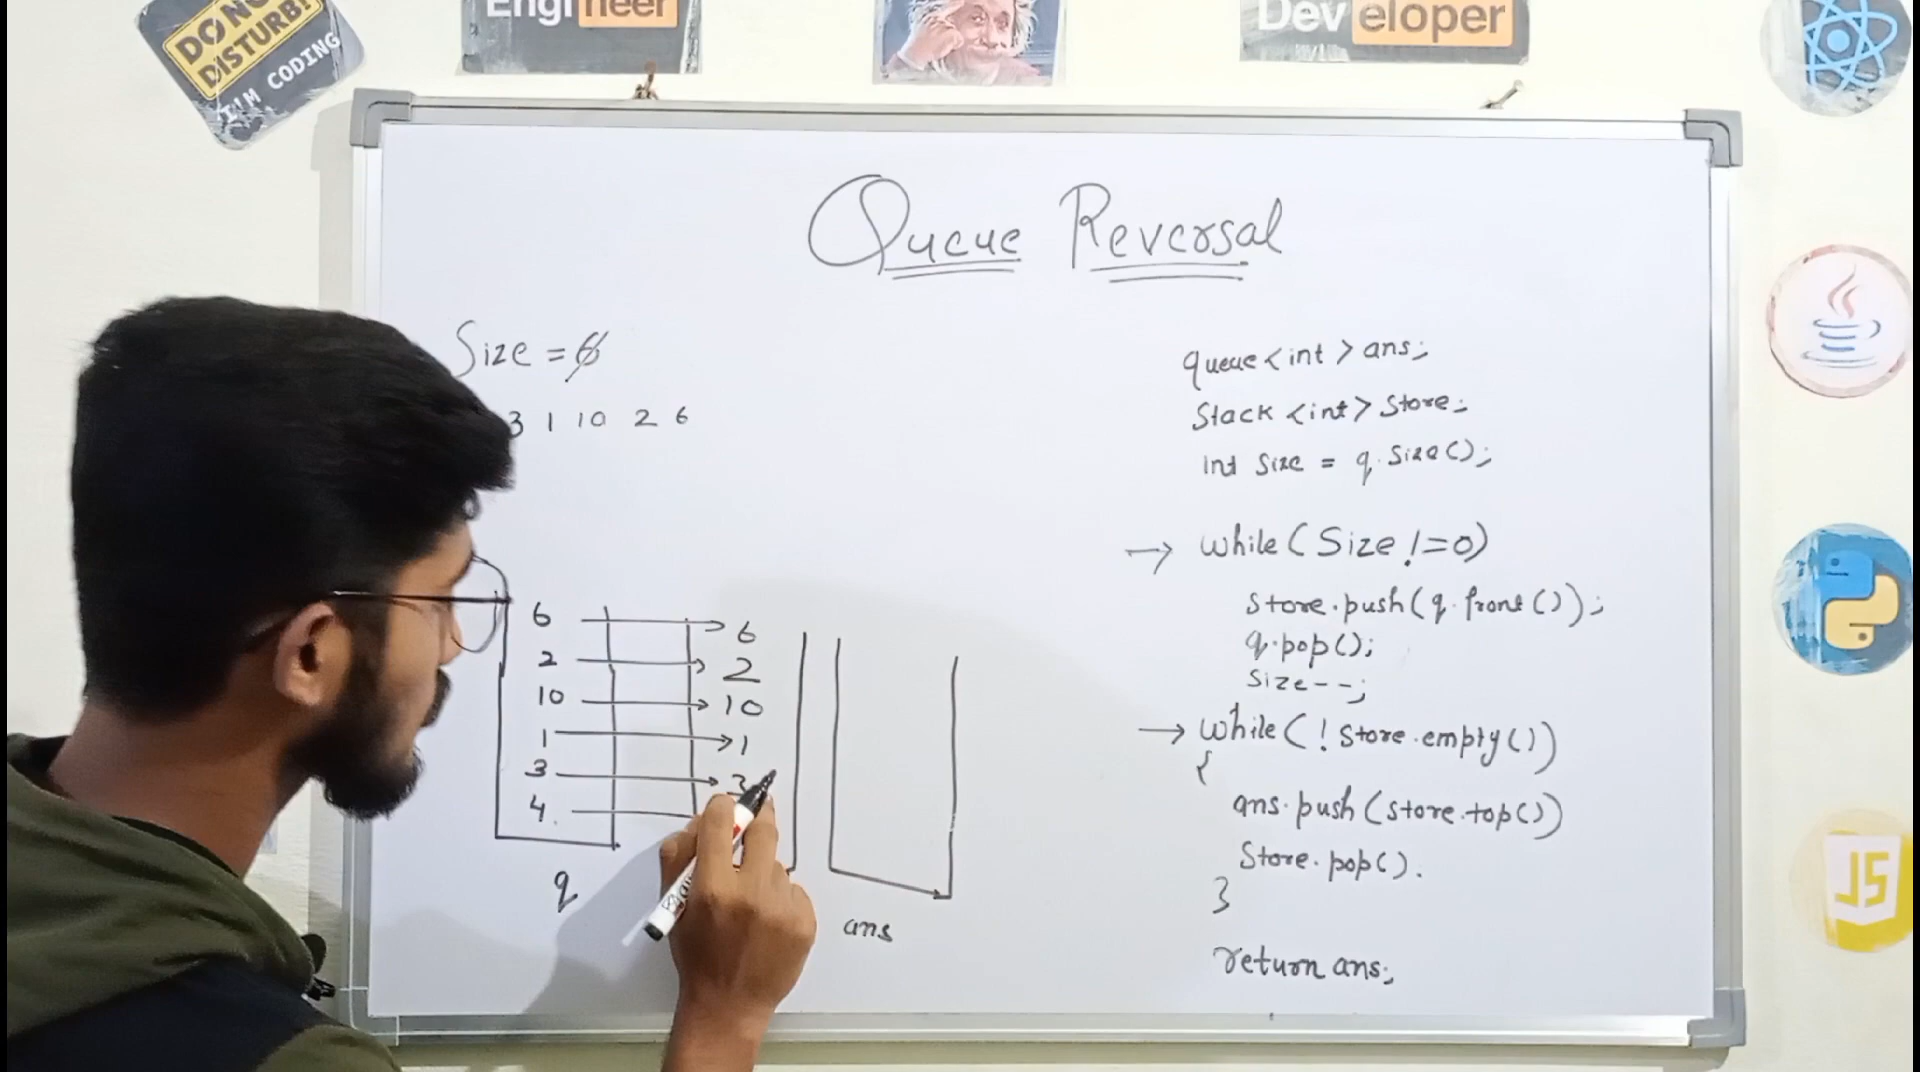 DO NOT
DISTURB!
I'M CODING
Engineer
Developer
Queue Reversal
Size = 6
3 1 10 2 6
queue<int> ans;
Stack <int> Store;
int Size = q.size();
→ while (Size != 0)
Store.push(q.front());
q.pop();
Size--;
→ while (! Store.empty())
{
ans.push(store.top())
Store.pop().
}
return ans;
6 → 6
2 → 2
10 → 10
1 → 1
3 → 3
4
q
ans
JS